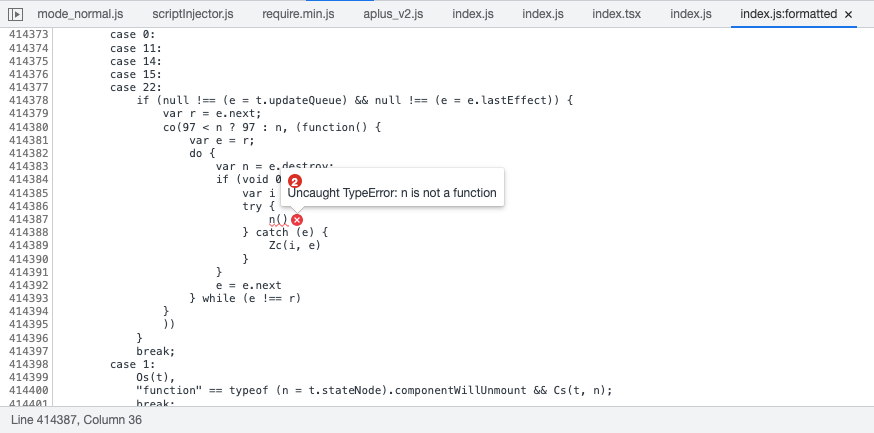 mode_normal.js scriptInjector.js require.min.js aplus_v2.js index.js index.js index.tsx index.js index.js:formatted ×
414373 case 0:
414374 case 11:
414375 case 14:
414376 case 15:
414377 case 22:
414378 if (null !== (e = t.updateQueue) && null !== (e = e.lastEffect)) {
414379 var r = e.next;
414380 co(97 < n ? 97 : n, (function() {
414381 var e = r;
414382 do {
414383 var n = e.destroy;
414384 if (void 0
2
Uncaught TypeError: n is not a function
414385 var i
414386 try {
414387 n()
414388 } catch (e) {
414389 Zc(i, e)
414390 }
414391 }
414392 e = e.next
414393 } while (e !== r)
414394 }
414395 ))
414396 }
414397 break;
414398 case 1:
414399 Os(t),
414400 "function" == typeof (n = t.stateNode).componentWillUnmount && Cs(t, n);
414401 break;
Line 414387, Column 36